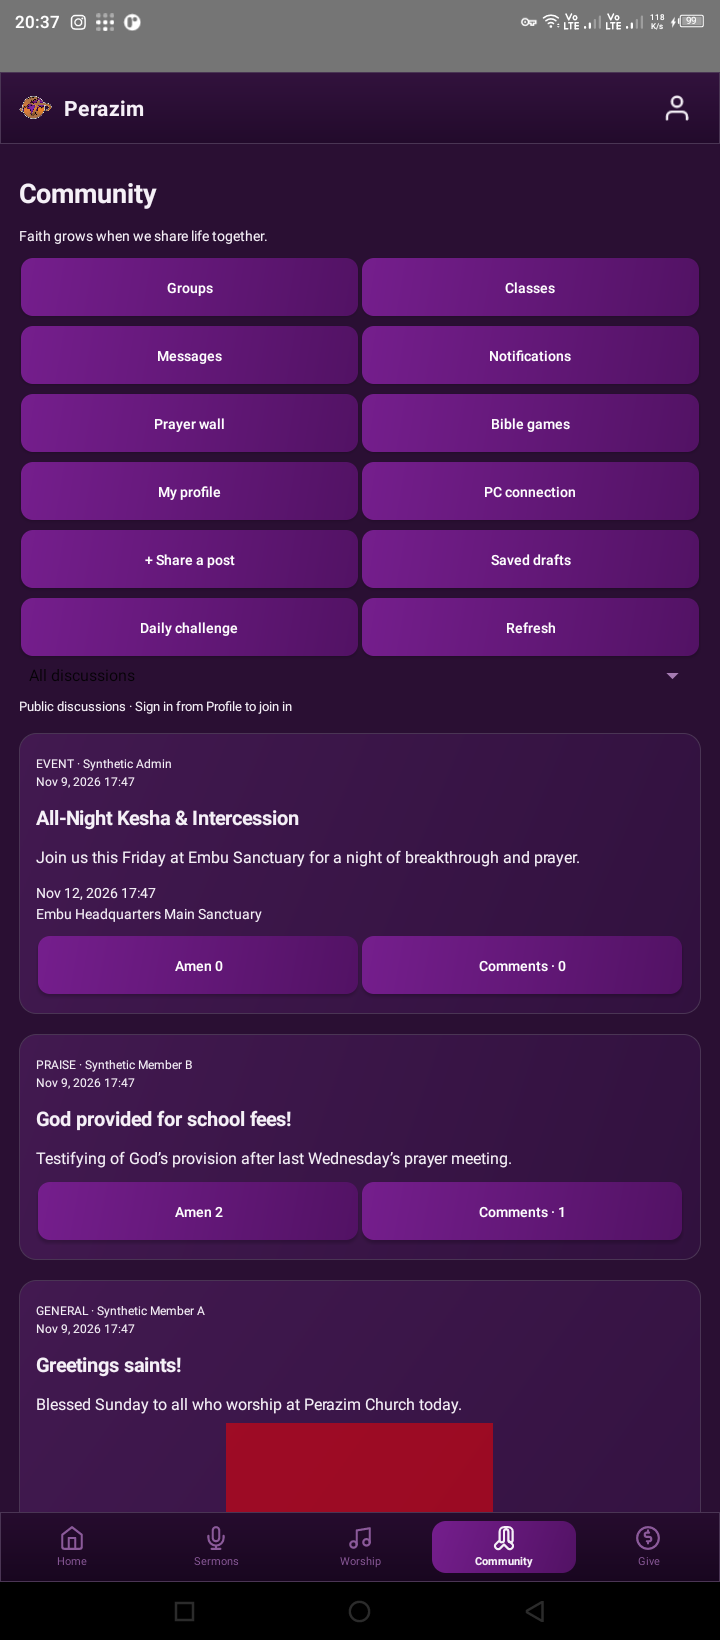 20:37
Vo LTE Vo LTE 118 K/s 99
Perazim
Community
Faith grows when we share life together.
Groups Classes
Messages Notifications
Prayer wall Bible games
My profile PC connection
+ Share a post Saved drafts
Daily challenge Refresh
All discussions
Public discussions · Sign in from Profile to join in
EVENT · Synthetic Admin
Nov 9, 2026 17:47
All-Night Kesha & Intercession
Join us this Friday at Embu Sanctuary for a night of breakthrough and prayer.
Nov 12, 2026 17:47
Embu Headquarters Main Sanctuary
Amen 0 Comments · 0
PRAISE · Synthetic Member B
Nov 9, 2026 17:47
God provided for school fees!
Testifying of God’s provision after last Wednesday’s prayer meeting.
Amen 2 Comments · 1
GENERAL · Synthetic Member A
Nov 9, 2026 17:47
Greetings saints!
Blessed Sunday to all who worship at Perazim Church today.
Home Sermons Worship Community Give